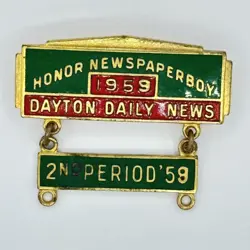 HONOR NEWSPAPERBOY
1959
DAYTON DAILY NEWS
2ND PERIOD '59